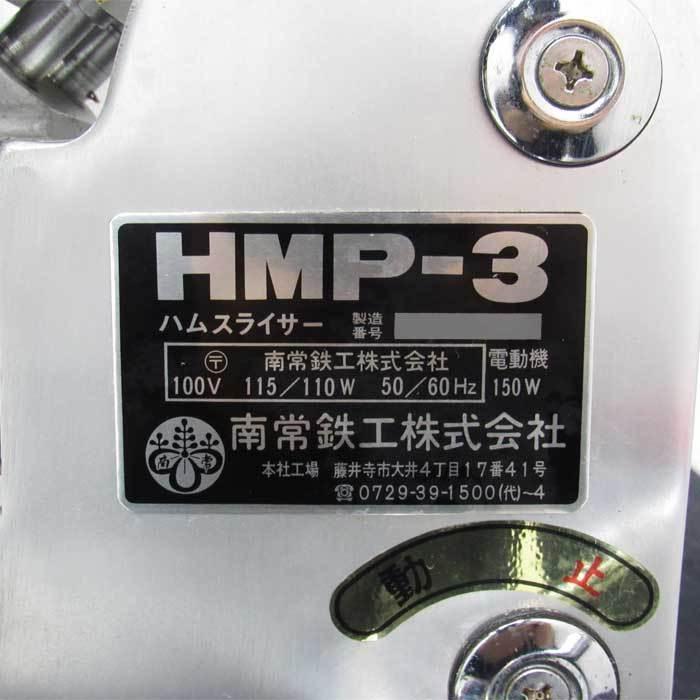 HMP-3
ハムスライサー 製造番号
〒 南常鉄工株式会社 電動機
100V 115/110W 50/60Hz 150W
南常 南常鉄工株式会社
本社工場 藤井寺市大井4丁目17番41号
☎0729-39-1500(代)~4
動 止